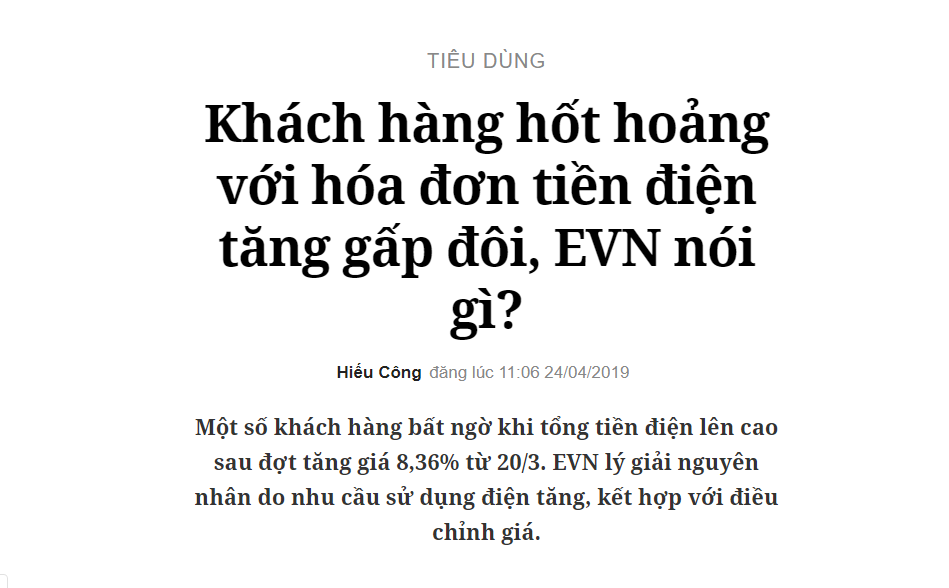 TIÊU DÙNG
Khách hàng hốt hoảng
với hóa đơn tiền điện
tăng gấp đôi, EVN nói
gì?
Hiếu Công đăng lúc 11:06 24/04/2019
Một số khách hàng bất ngờ khi tổng tiền điện lên cao
sau đợt tăng giá 8,36% từ 20/3. EVN lý giải nguyên
nhân do nhu cầu sử dụng điện tăng, kết hợp với điều
chỉnh giá.